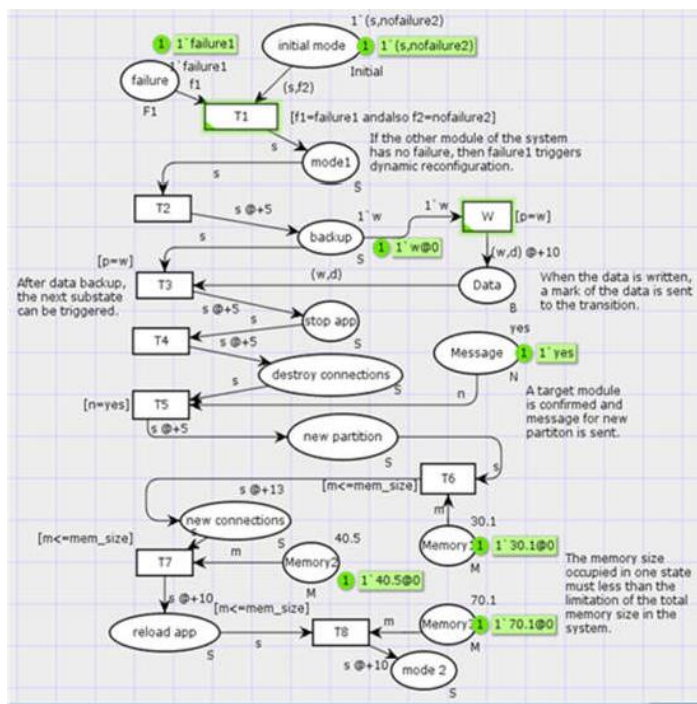 1`(s,nofailure2)
1 1`failure1
initial mode
1 1`(s,nofailure2)
1`failure1
Initial
failure
f1
(s,f2)
F1
T1
[f1=failure1 andalso f2=nofailure2]
s
If the other module of the system
has no failure, then failure1 triggers
dynamic reconfiguration.
mode1
s
S
T2
s @+5
1`w
1`w
W
[p=w]
backup
s
S
1 1`w@0
[p=w]
(w,d) @+10
(w,d)
After data backup,
the next substate
can be triggered.
T3
Data
When the data is written,
a mark of the data is sent
to the transition.
B
s @+5
s
stop app
yes
T4
s @+5
S
Message
1 1`yes
destroy connections
N
s
S
n
A target module
is confirmed and
message for new
partiton is sent.
[n=yes]
T5
s @+5
new partition
S
s
T6
s @+13
[m<=mem_size]
m
new connections
30.1
[m<=mem_size]
s
S
40.5
Memory1
1 1`30.1@0
m
T7
Memory2
M
The memory size
occupied in one state
must less than the
limitation of the total
memory size in the
system.
M
1 1`40.5@0
s @+10
[m<=mem_size]
70.1
reload app
T8
m
1 1`70.1@0
s
M
S
s @+10
mode 2
S